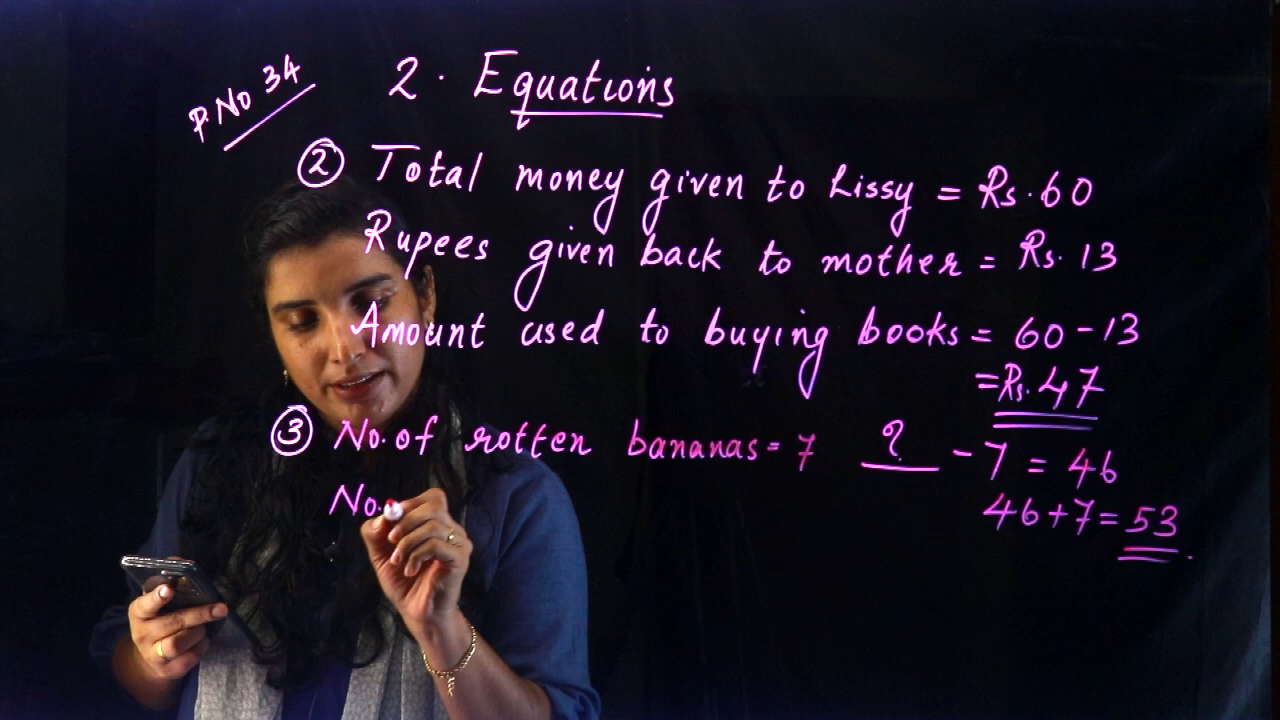 P.No 34
2. Equations
② Total money given to Lissy = Rs. 60
Rupees given back to mother = Rs. 13
Amount used to buying books = 60 - 13
= Rs. 47
③ No. of rotten bananas = 7 ? - 7 = 46
46 + 7 = 53
No.